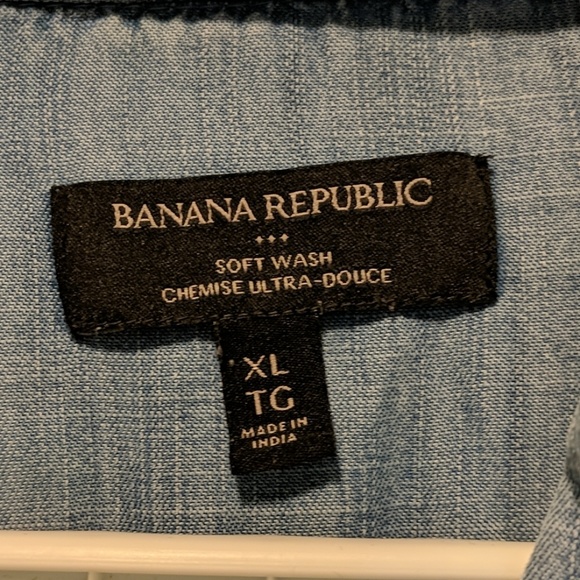 BANANA REPUBLIC
SOFT WASH
CHEMISE ULTRA-DOUCE
XL
TG
MADE IN
INDIA